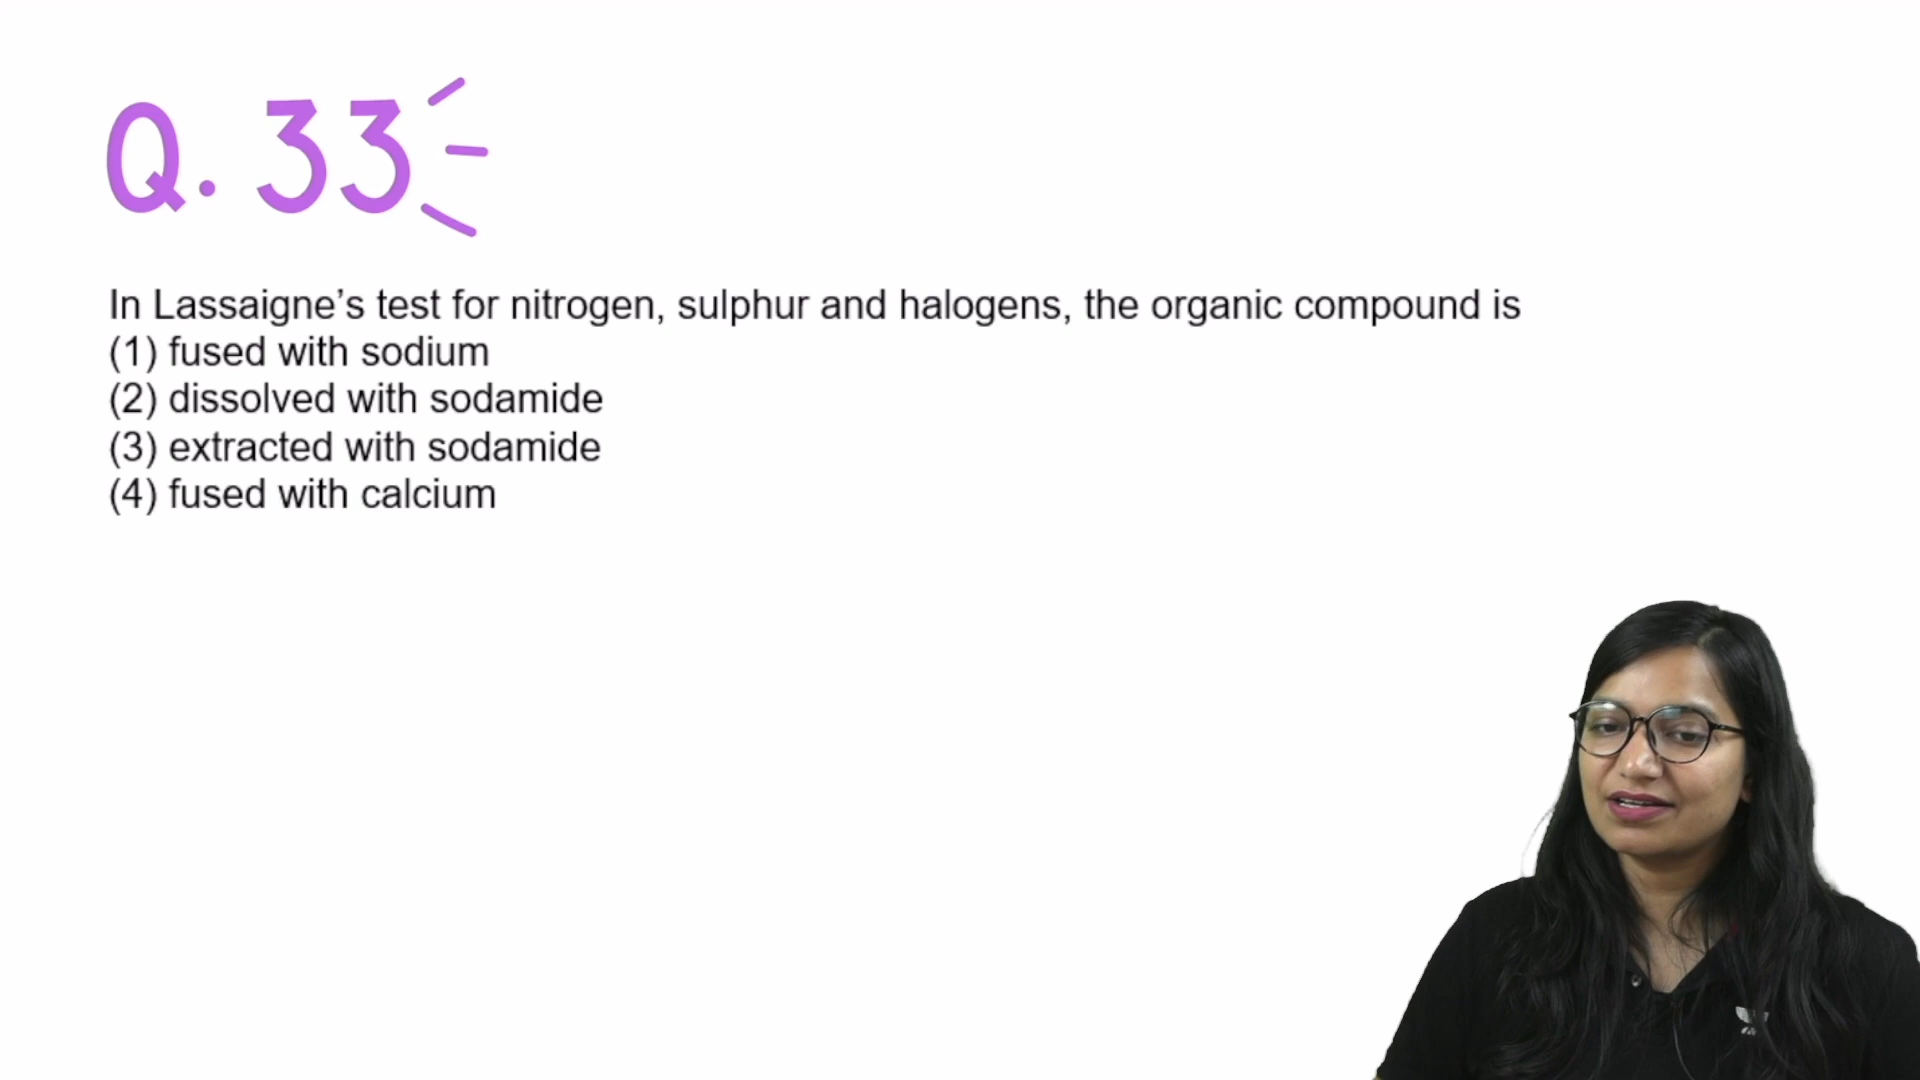 Q. 33
In Lassaigne’s test for nitrogen, sulphur and halogens, the organic compound is
(1) fused with sodium
(2) dissolved with sodamide
(3) extracted with sodamide
(4) fused with calcium